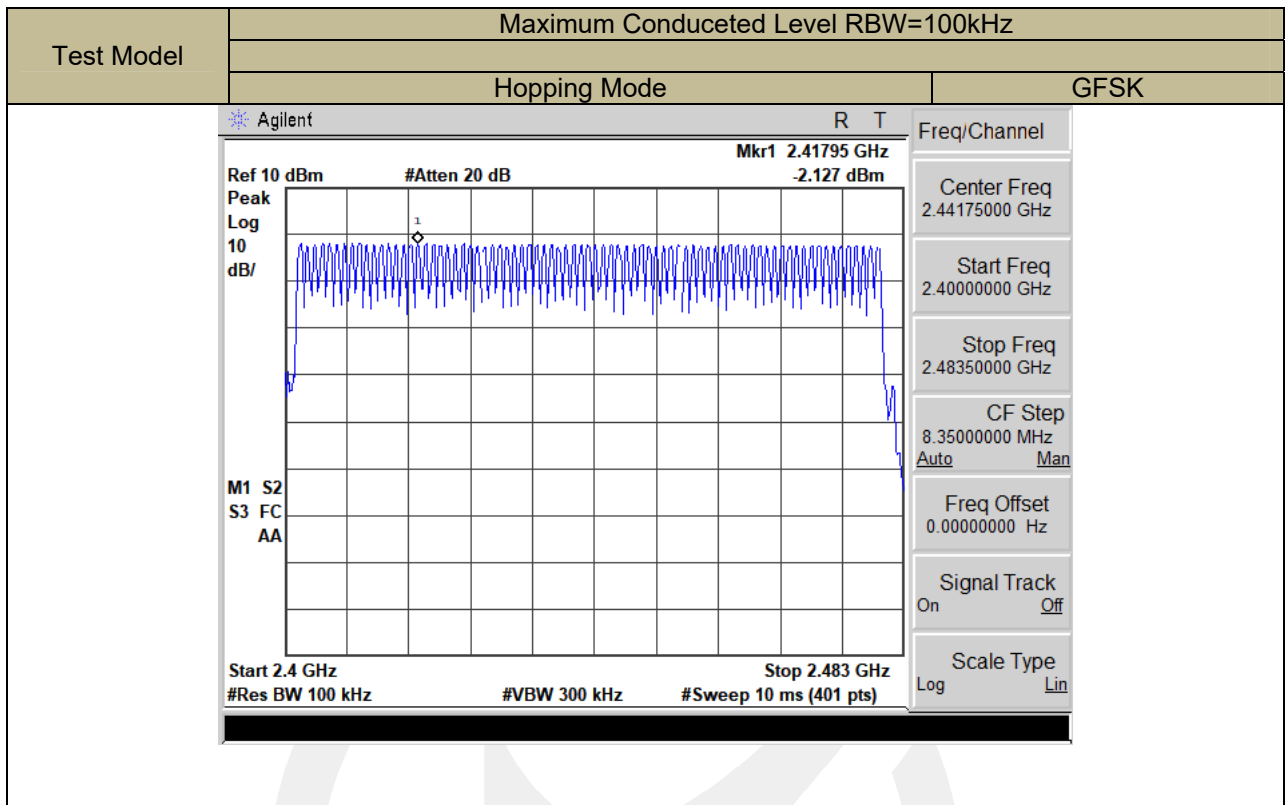 Maximum Conduceted Level RBW=100kHz
Test Model
Hopping Mode GFSK
Agilent R T
Mkr1 2.41795 GHz
Ref 10 dBm #Atten 20 dB -2.127 dBm
Peak
Log
10
dB/
1
M1 S2
S3 FC
AA
Start 2.4 GHz Stop 2.483 GHz
#Res BW 100 kHz #VBW 300 kHz #Sweep 10 ms (401 pts)
Freq/Channel
Center Freq
2.44175000 GHz
Start Freq
2.40000000 GHz
Stop Freq
2.48350000 GHz
CF Step
8.35000000 MHz
Auto Man
Freq Offset
0.00000000 Hz
Signal Track
On Off
Scale Type
Log Lin